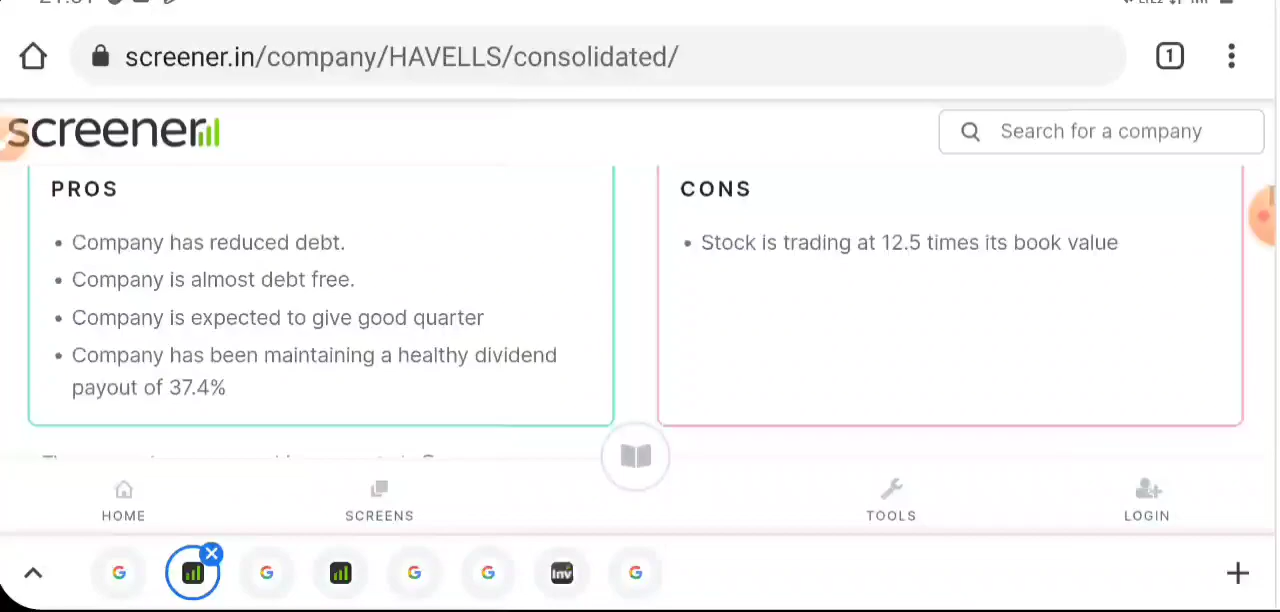 screener.in/company/HAVELLS/consolidated/
1
screener
Search for a company
PROS
Company has reduced debt.
Company is almost debt free.
Company is expected to give good quarter
Company has been maintaining a healthy dividend
payout of 37.4%
CONS
Stock is trading at 12.5 times its book value
HOME
SCREENS
TOOLS
LOGIN
Inv